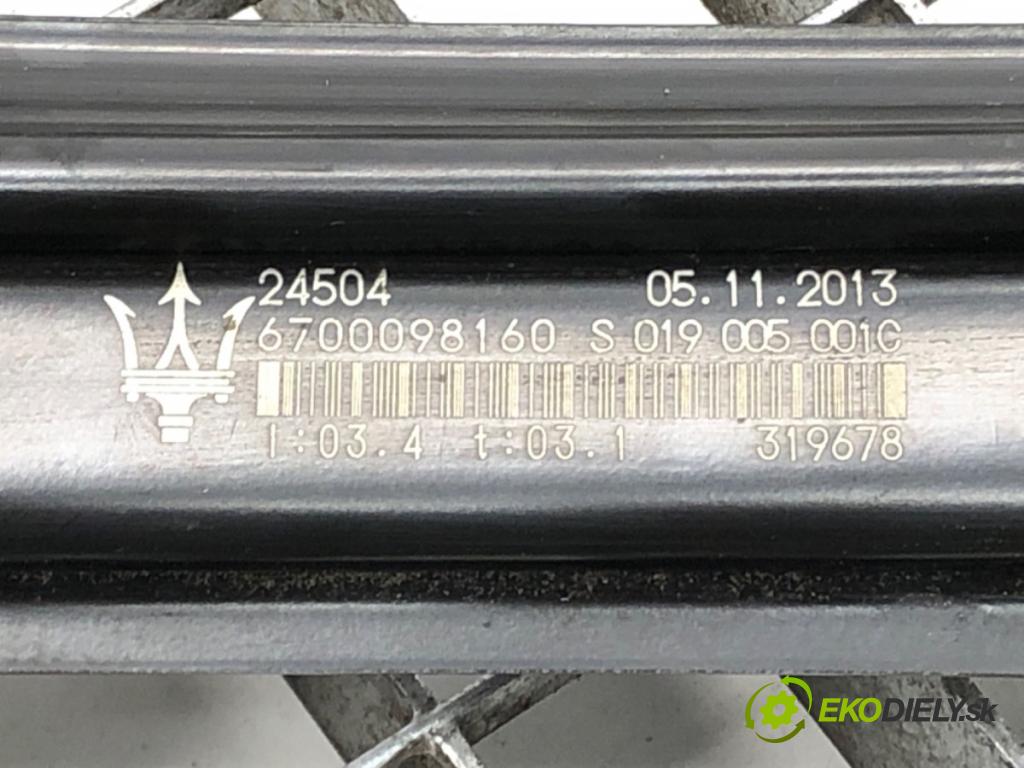 24504 05.11.2013
6700098160 S 019 005 001C
I:03.4 t:03.1 319678
EKODIELY.sk